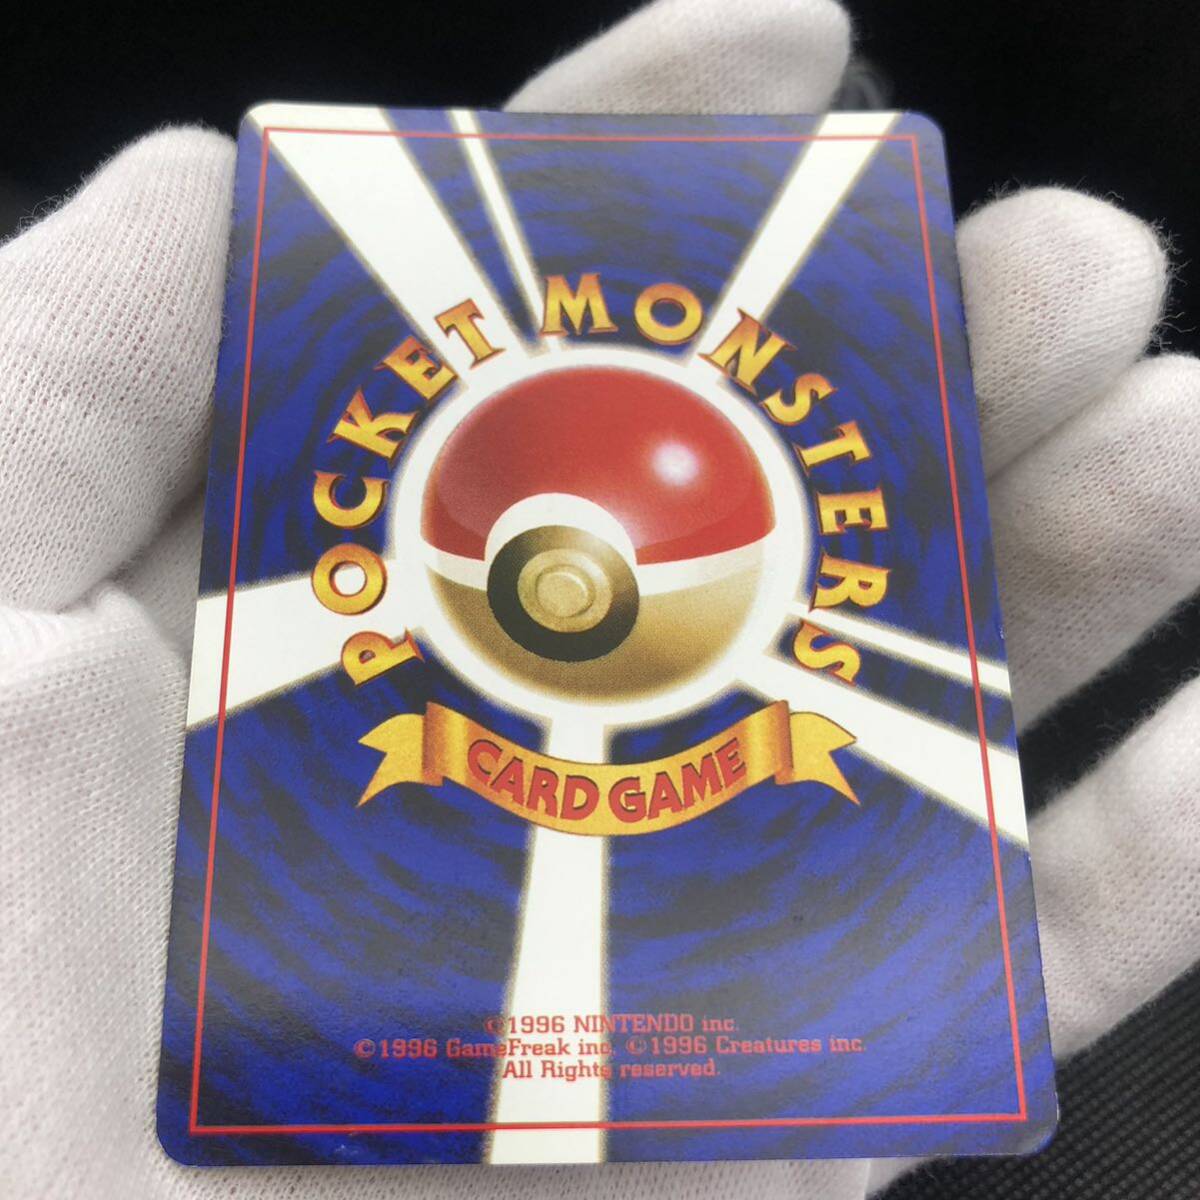 POCKET MONSTERS
CARD GAME
©1996 NINTENDO inc.
©1996 GameFreak inc. ©1996 Creatures inc.
All Rights reserved.